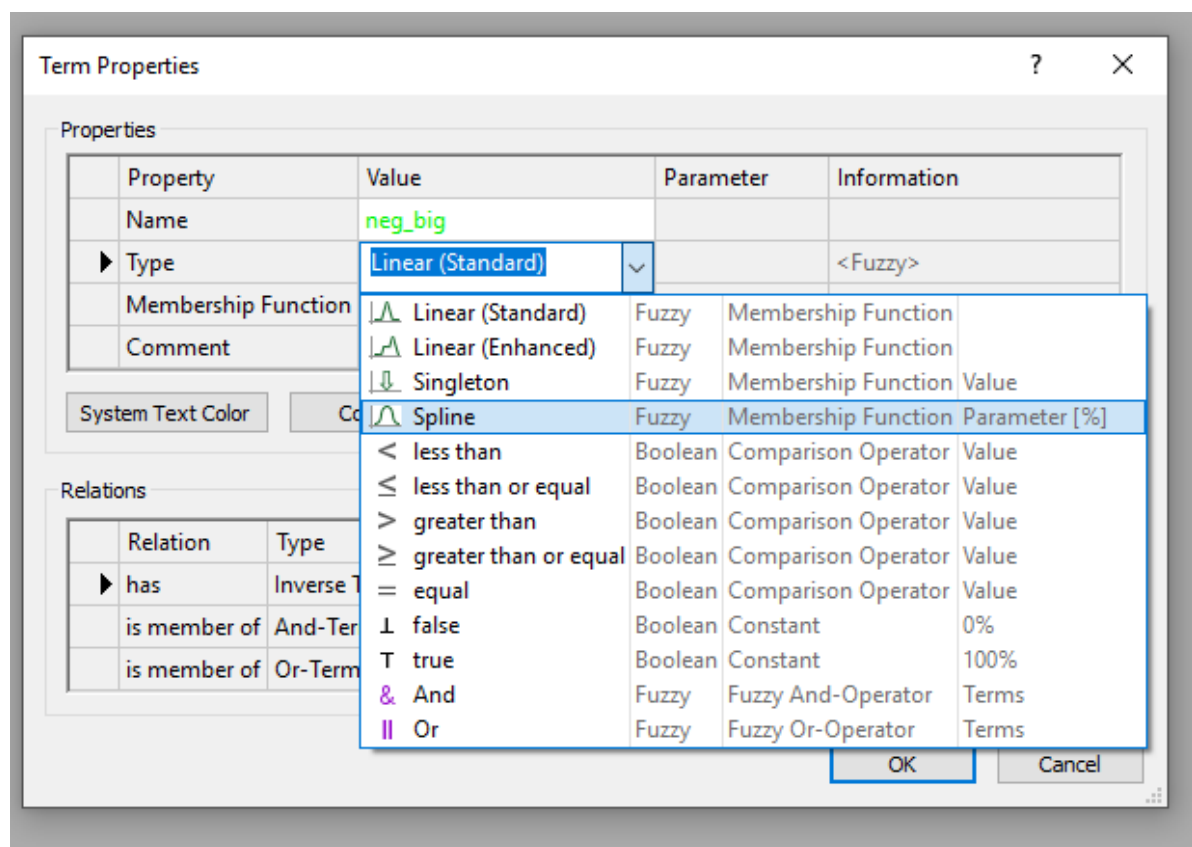 Term Properties ?
Properties
Property Value Parameter Information
Name neg_big
Type Linear (Standard) <Fuzzy>
Membership Function
Comment
Linear (Standard) Fuzzy Membership Function
Linear (Enhanced) Fuzzy Membership Function
Singleton Fuzzy Membership Function Value
Spline Fuzzy Membership Function Parameter [%]
< less than Boolean Comparison Operator Value
≤ less than or equal Boolean Comparison Operator Value
> greater than Boolean Comparison Operator Value
≥ greater than or equal Boolean Comparison Operator Value
= equal Boolean Comparison Operator Value
⊥ false Boolean Constant 0%
T true Boolean Constant 100%
& And Fuzzy Fuzzy And-Operator Terms
|| Or Fuzzy Fuzzy Or-Operator Terms
System Text Color
Relations
Relation Type
has Inverse
is member of And-Ter
is member of Or-Term
OK Cancel